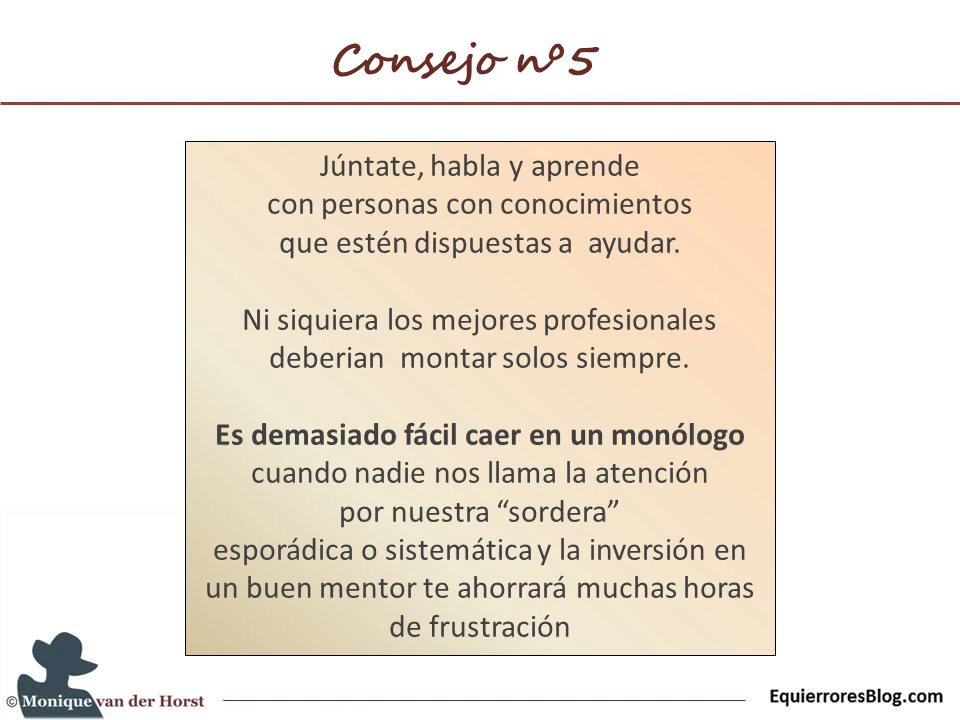 Consejo nº5
Júntate, habla y aprende
con personas con conocimientos
que estén dispuestas a  ayudar.
Ni siquiera los mejores profesionales
deberian  montar solos siempre.
Es demasiado fácil caer en un monólogo
cuando nadie nos llama la atención
por nuestra “sordera”
esporádica o sistemática y la inversión en
un buen mentor te ahorrará muchas horas
de frustración
© Monique van der Horst
EquierroresBlog.com